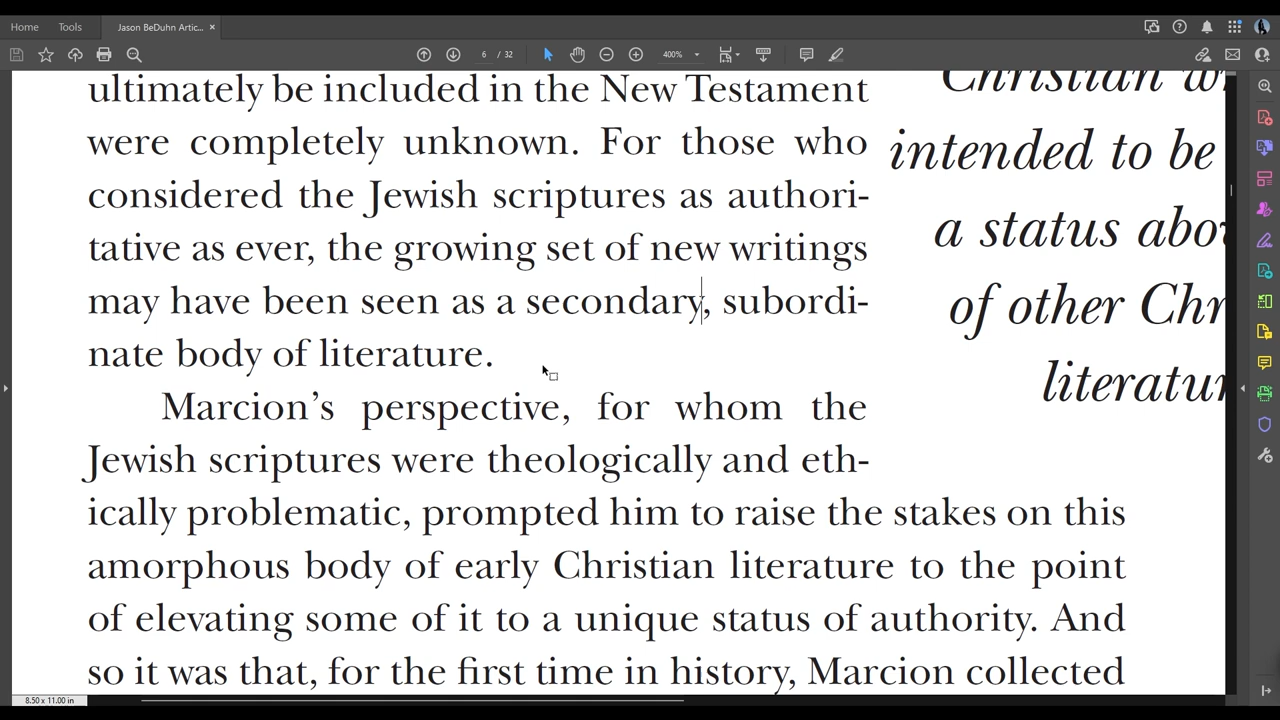 Home
Tools
Jason BeDuhn Artic...
6 / 32
400%
ultimately be included in the New Testament
were completely unknown. For those who
considered the Jewish scriptures as authori-
tative as ever, the growing set of new writings
may have been seen as a secondary, subordi-
nate body of literature.
Marcion's perspective, for whom the
Jewish scriptures were theologically and eth-
ically problematic, prompted him to raise the stakes on this
amorphous body of early Christian literature to the point
of elevating some of it to a unique status of authority. And
so it was that, for the first time in history, Marcion collected
Christian
intended to be
a status
of other
8.50 x 11.00 in